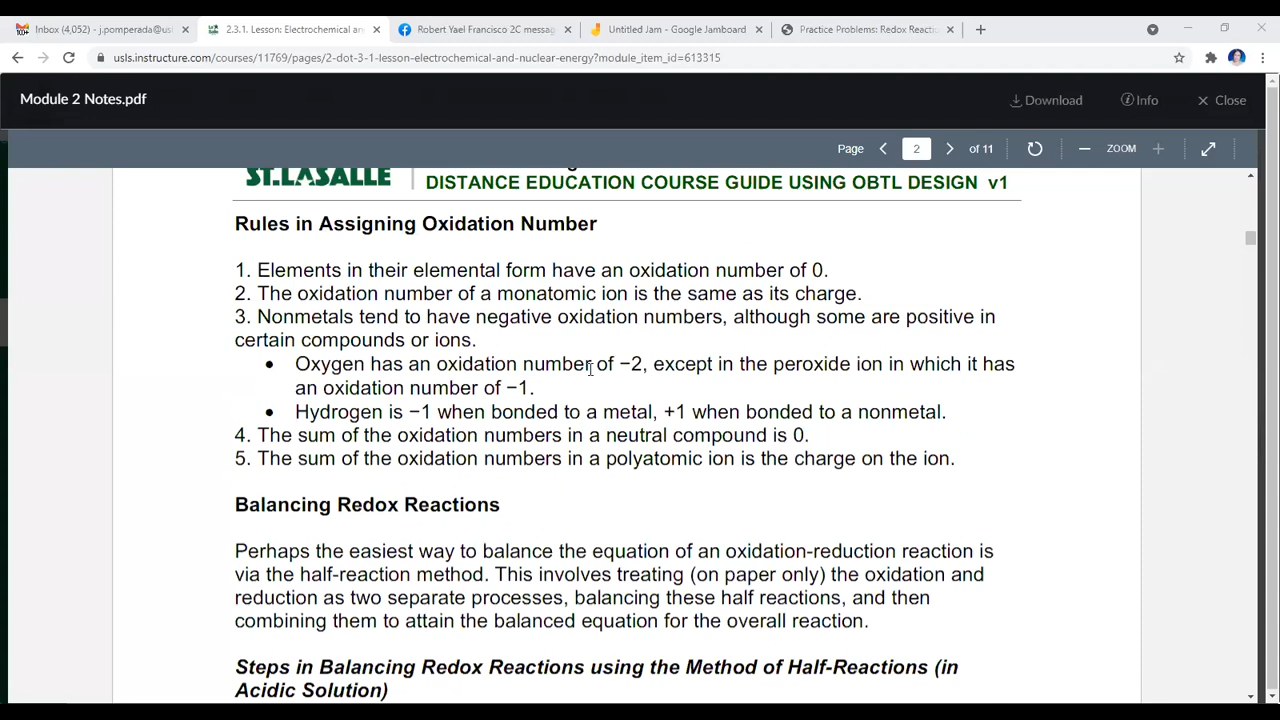 Inbox (4,052) - j.pomperada@usl
2.3.1. Lesson: Electrochemical an
Robert Yael Francisco 2C messag
Untitled Jam - Google Jamboard
Practice Problems: Redox Reacti
usls.instructure.com/courses/11769/pages/2-dot-3-1-lesson-electrochemical-and-nuclear-energy?module_item_id=613315
Module 2 Notes.pdf
Download
Info
Close
Page 2 of 11
ZOOM
ST.LASALLE
DISTANCE EDUCATION COURSE GUIDE USING OBTL DESIGN v1
Rules in Assigning Oxidation Number
1. Elements in their elemental form have an oxidation number of 0.
2. The oxidation number of a monatomic ion is the same as its charge.
3. Nonmetals tend to have negative oxidation numbers, although some are positive in
certain compounds or ions.
• Oxygen has an oxidation number of −2, except in the peroxide ion in which it has
an oxidation number of −1.
• Hydrogen is −1 when bonded to a metal, +1 when bonded to a nonmetal.
4. The sum of the oxidation numbers in a neutral compound is 0.
5. The sum of the oxidation numbers in a polyatomic ion is the charge on the ion.
Balancing Redox Reactions
Perhaps the easiest way to balance the equation of an oxidation-reduction reaction is
via the half-reaction method. This involves treating (on paper only) the oxidation and
reduction as two separate processes, balancing these half reactions, and then
combining them to attain the balanced equation for the overall reaction.
Steps in Balancing Redox Reactions using the Method of Half-Reactions (in
Acidic Solution)